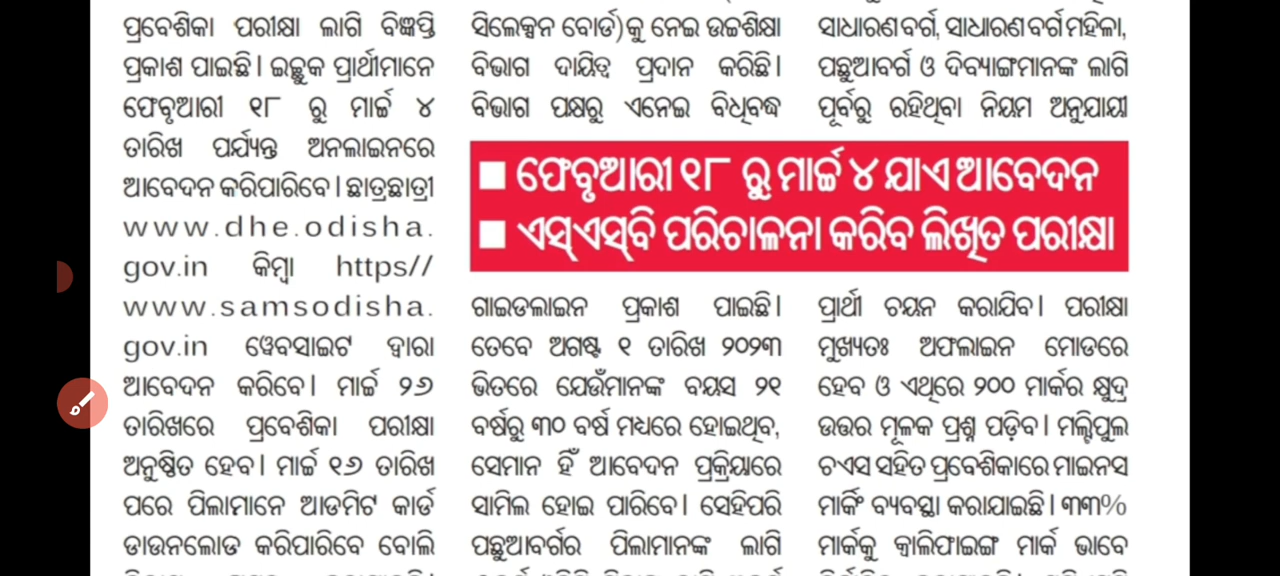 ପ୍ରବେଶିକା ପରୀକ୍ଷା ଲାଗି ବିଜ୍ଞପ୍ତି
ପ୍ରକାଶ ପାଇଛି। ଇଚ୍ଛୁକ ପ୍ରାର୍ଥୀମାନେ
ଫେବୃଆରୀ ୧୮ ରୁ ମାର୍ଚ୍ଚ ୪
ତାରିଖ ପର୍ଯ୍ୟନ୍ତ ଅନଲାଇନରେ
ଆବେଦନ କରିପାରିବେ। ଛାତ୍ରଛାତ୍ରୀ
www.dhe.odisha.
gov.in କିମ୍ବା https//
www.samsodisha.
gov.in ୱେବସାଇଟ ଦ୍ୱାରା
ଆବେଦନ କରିବେ। ମାର୍ଚ୍ଚ ୨୬
ତାରିଖରେ ପ୍ରବେଶିକା ପରୀକ୍ଷା
ଅନୁଷ୍ଠିତ ହେବ। ମାର୍ଚ୍ଚ ୧୬ ତାରିଖ
ପରେ ପିଲାମାନେ ଆଡମିଟ କାର୍ଡ
ଡାଉନଲୋଡ କରିପାରିବେ ବୋଲି
ସିଲେକ୍ସନ ବୋର୍ଡ)କୁ ନେଇ ଉଚ୍ଚଶିକ୍ଷା
ବିଭାଗ ଦାୟିତ୍ୱ ପ୍ରଦାନ କରିଛି।
ବିଭାଗ ପକ୍ଷରୁ ଏନେଇ ବିଧିବଦ୍ଧ
ସାଧାରଣ ବର୍ଗ, ସାଧାରଣ ବର୍ଗ ମହିଳା,
ପଛୁଆବର୍ଗ ଓ ଦିବ୍ୟାଙ୍ଗମାନଙ୍କ ଲାଗି
ପୂର୍ବରୁ ରହିଥିବା ନିୟମ ଅନୁଯାୟୀ
■ ଫେବୃଆରୀ ୧୮ ରୁ ମାର୍ଚ୍ଚ ୪ ଯାଏ ଆବେଦନ
■ ଏସ୍ଏସ୍‌ବି ପରିଚାଳନା କରିବ ଲିଖିତ ପରୀକ୍ଷା
ଗାଇଡଲାଇନ ପ୍ରକାଶ ପାଇଛି।
ତେବେ ଅଗଷ୍ଟ ୧ ତାରିଖ ୨୦୨୩
ଭିତରେ ଯେଉଁମାନଙ୍କ ବୟସ ୨୧
ବର୍ଷରୁ ୩୦ ବର୍ଷ ମଧ୍ୟରେ ହୋଇଥିବ,
ସେମାନ ହିଁ ଆବେଦନ ପ୍ରକ୍ରିୟାରେ
ସାମିଲ ହୋଇ ପାରିବେ। ସେହିପରି
ପଛୁଆବର୍ଗର ପିଲାମାନଙ୍କ ଲାଗି
ପ୍ରାର୍ଥୀ ଚୟନ କରାଯିବ। ପରୀକ୍ଷା
ମୁଖ୍ୟତଃ ଅଫଲାଇନ ମୋଡରେ
ହେବ ଓ ଏଥିରେ ୨୦୦ ମାର୍କର କ୍ଷୁଦ୍ର
ଉତ୍ତର ମୂଳକ ପ୍ରଶ୍ନ ପଡ଼ିବ। ମଲ୍ଟିପୁଲ
ଚଏସ ସହିତ ପ୍ରବେଶିକାରେ ମାଇନସ
ମାର୍କିଂ ବ୍ୟବସ୍ଥା କରାଯାଇଛି। ୩୩%
ମାର୍କକୁ କ୍ୱାଲିଫାଇଙ୍ଗ ମାର୍କ ଭାବେ